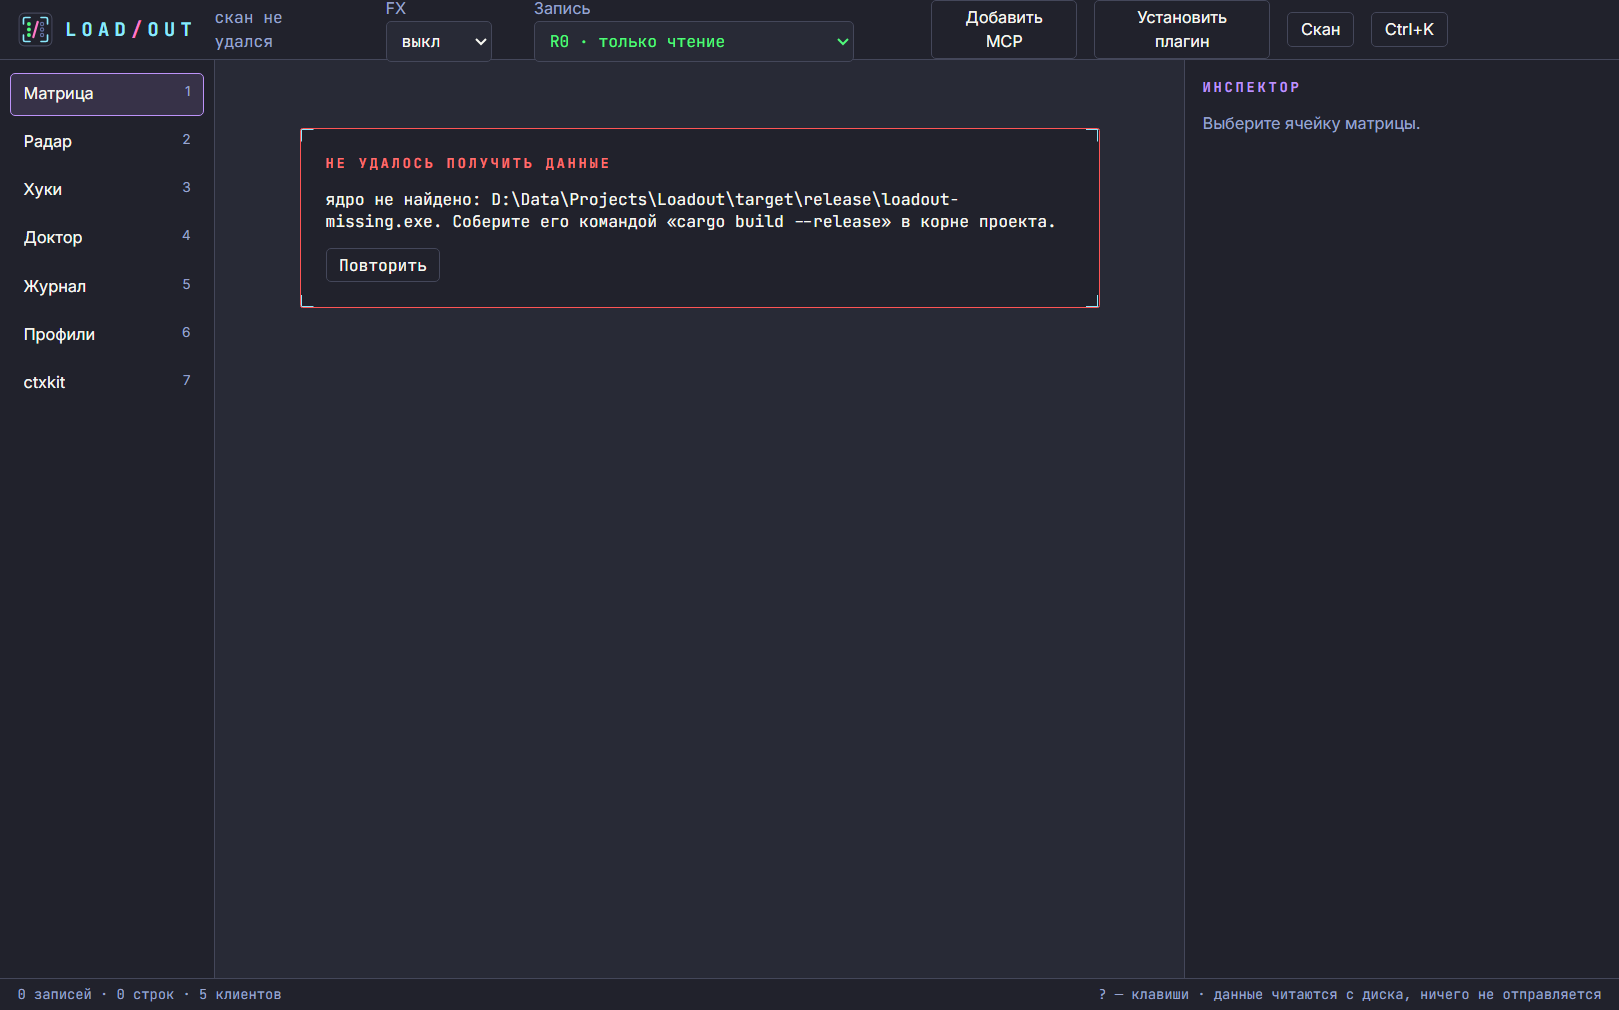 LOAD/OUT
скан не
удался
FX
выкл
Запись
R0 · только чтение
Добавить
MCP
Установить
плагин
Скан
Ctrl+K
Матрица 1
Радар 2
Хуки 3
Доктор 4
Журнал 5
Профили 6
ctxkit 7
НЕ УДАЛОСЬ ПОЛУЧИТЬ ДАННЫЕ
ядро не найдено: D:\Data\Projects\Loadout\target\release\loadout-
missing.exe. Соберите его командой «cargo build --release» в корне проекта.
Повторить
ИНСПЕКТОР
Выберите ячейку матрицы.
0 записей · 0 строк · 5 клиентов
? — клавиши · данные читаются с диска, ничего не отправляется